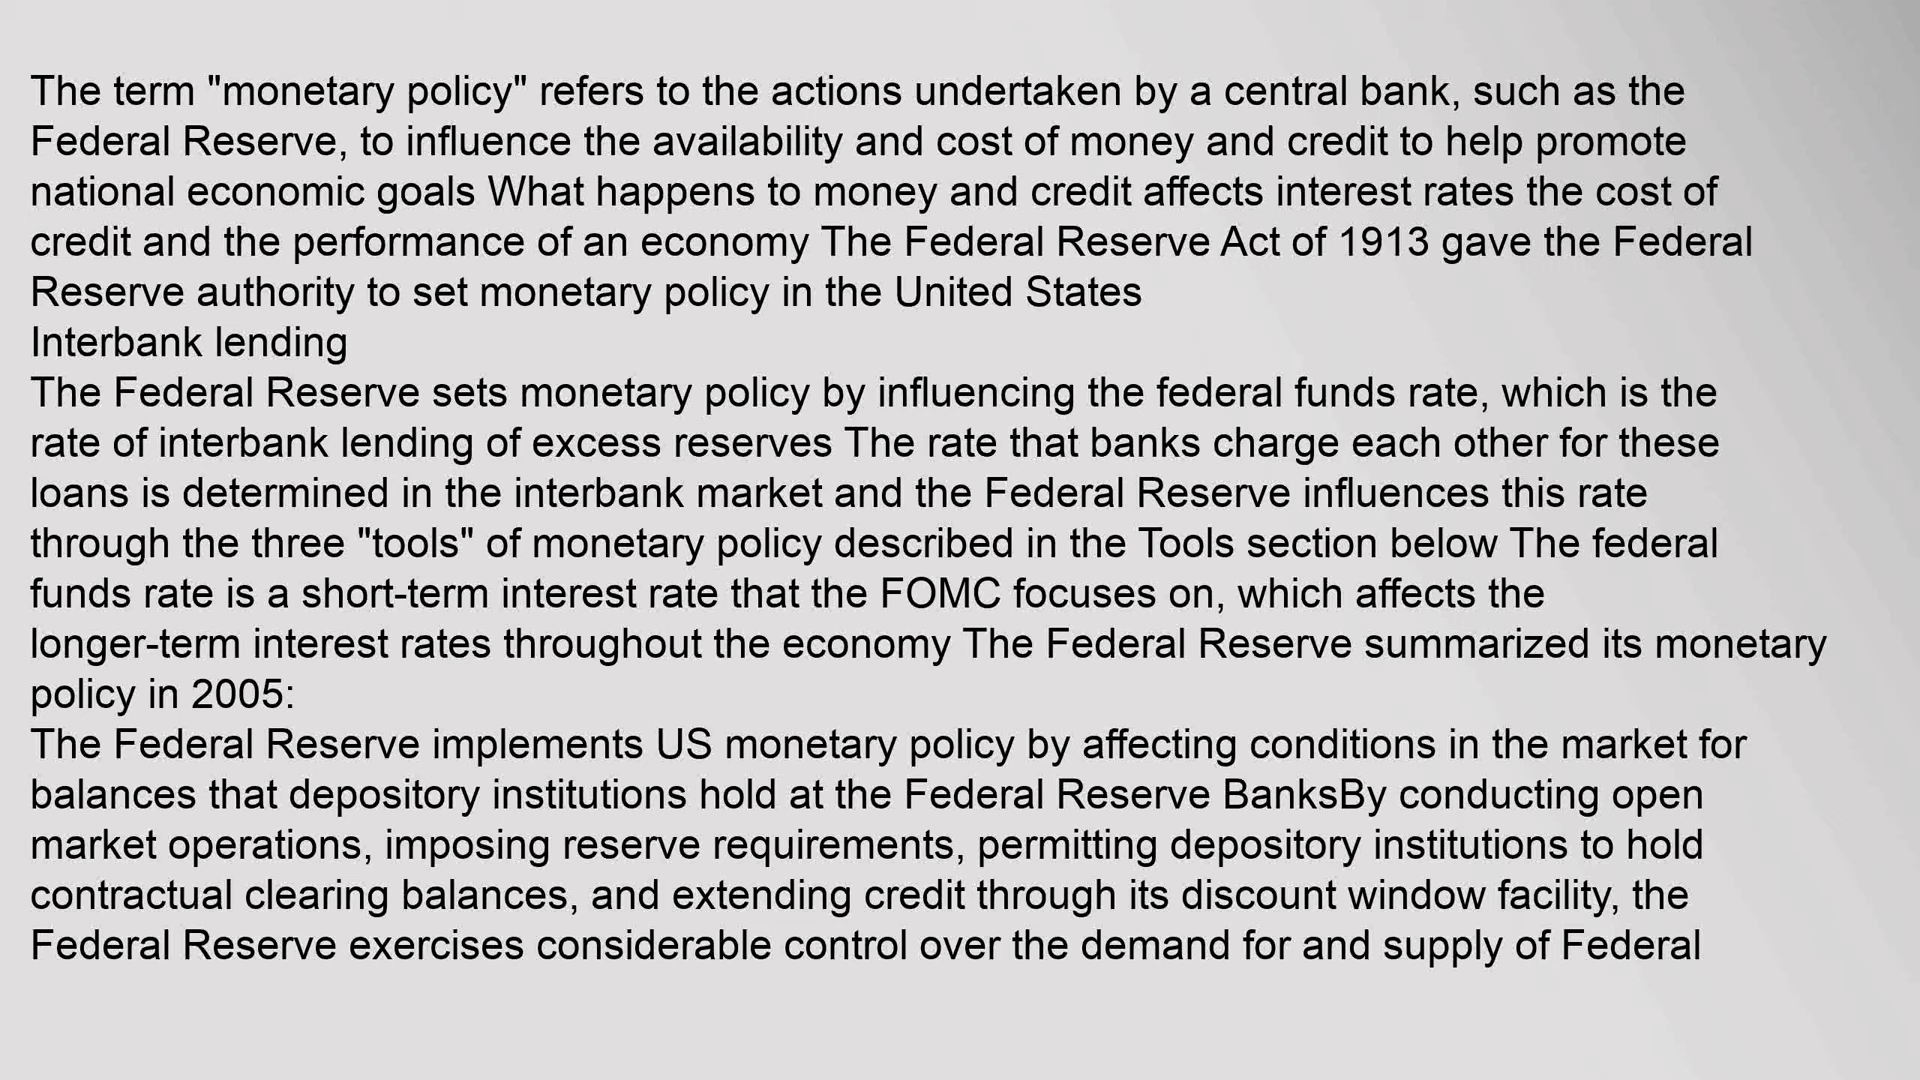 The term "monetary policy" refers to the actions undertaken by a central bank, such as the
Federal Reserve, to influence the availability and cost of money and credit to help promote
national economic goals What happens to money and credit affects interest rates the cost of
credit and the performance of an economy The Federal Reserve Act of 1913 gave the Federal
Reserve authority to set monetary policy in the United States
Interbank lending
The Federal Reserve sets monetary policy by influencing the federal funds rate, which is the
rate of interbank lending of excess reserves The rate that banks charge each other for these
loans is determined in the interbank market and the Federal Reserve influences this rate
through the three "tools" of monetary policy described in the Tools section below The federal
funds rate is a short-term interest rate that the FOMC focuses on, which affects the
longer-term interest rates throughout the economy The Federal Reserve summarized its monetary
policy in 2005:
The Federal Reserve implements US monetary policy by affecting conditions in the market for
balances that depository institutions hold at the Federal Reserve BanksBy conducting open
market operations, imposing reserve requirements, permitting depository institutions to hold
contractual clearing balances, and extending credit through its discount window facility, the
Federal Reserve exercises considerable control over the demand for and supply of Federal